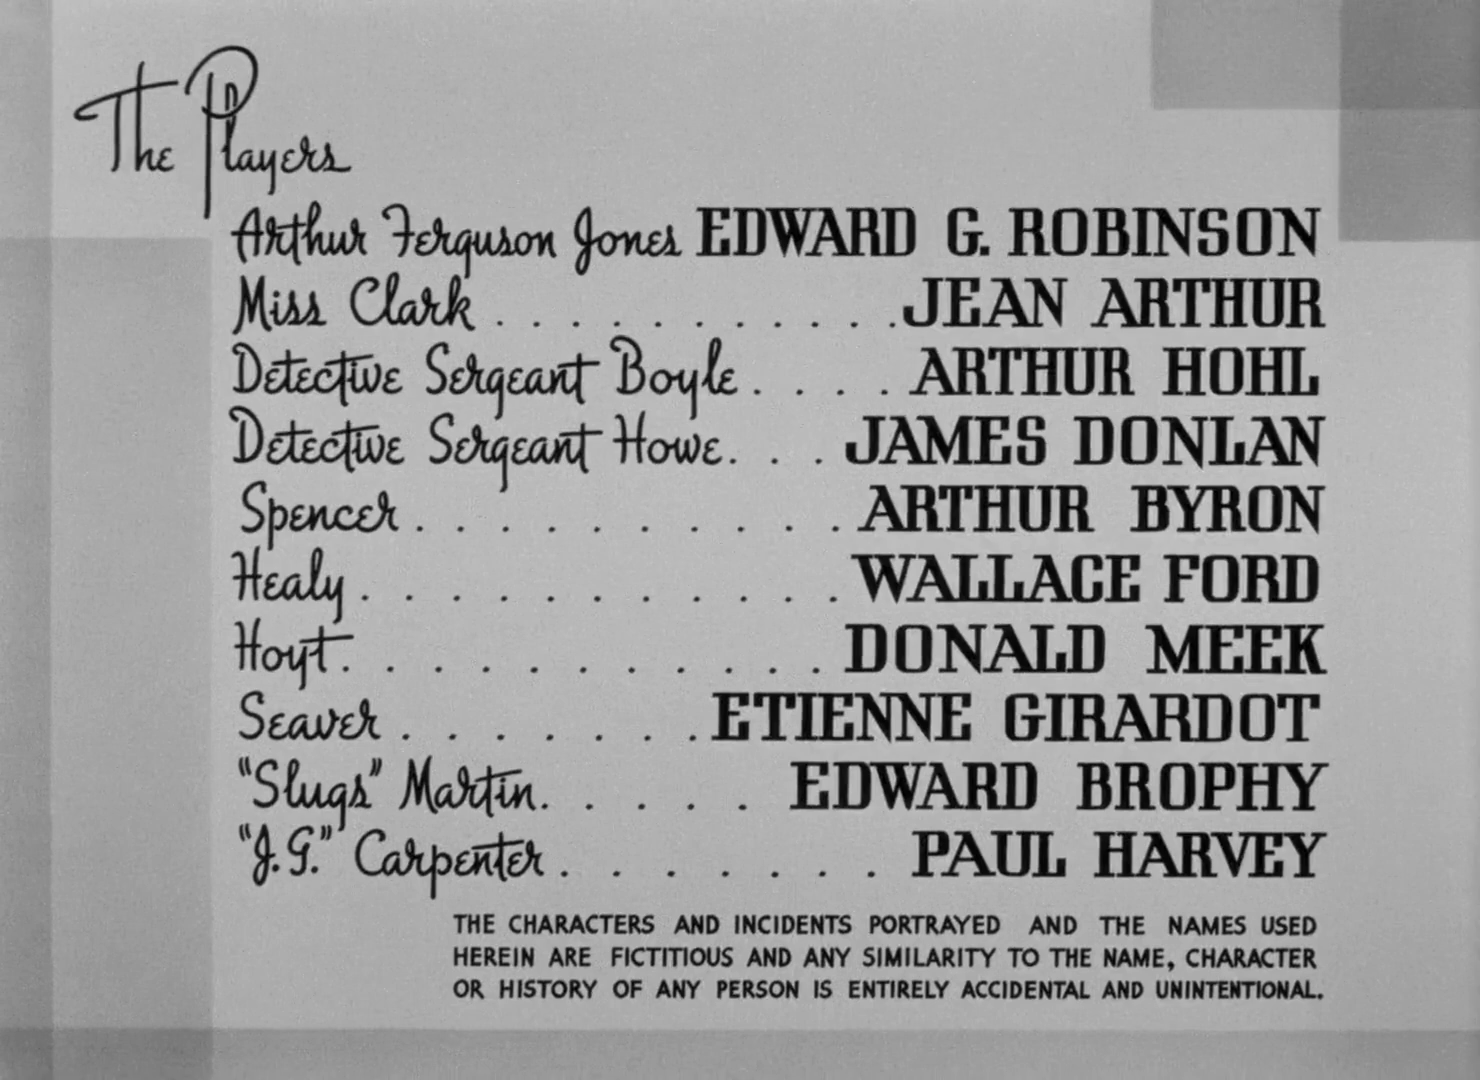 The Players
Arthur Ferguson Jones EDWARD G. ROBINSON
Miss Clark . . . . . . . . . . . JEAN ARTHUR
Detective Sergeant Boyle . . . . ARTHUR HOHL
Detective Sergeant Howe . . . JAMES DONLAN
Spencer . . . . . . . . . . ARTHUR BYRON
Healy . . . . . . . . . . . WALLACE FORD
Hoyt . . . . . . . . . . . . DONALD MEEK
Seaver . . . . . . . ETIENNE GIRARDOT
"Slugs" Martin . . . . . EDWARD BROPHY
"J.G." Carpenter . . . . . . . PAUL HARVEY
THE CHARACTERS AND INCIDENTS PORTRAYED AND THE NAMES USED
HEREIN ARE FICTITIOUS AND ANY SIMILARITY TO THE NAME, CHARACTER
OR HISTORY OF ANY PERSON IS ENTIRELY ACCIDENTAL AND UNINTENTIONAL.